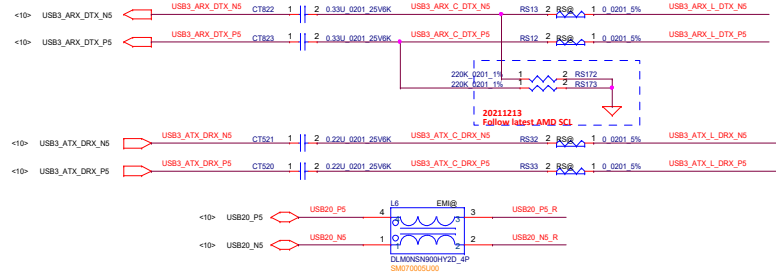 <10> USB3_ARX_DTX_N5 USB3_ARX_DTX_N5 CT822 1 2 0.33U_0201_25V6K USB3_ARX_C_DTX_N5 RS13 2 RS@ 1 0_0201_5% USB3_ARX_L_DTX_N5
<10> USB3_ARX_DTX_P5 USB3_ARX_DTX_P5 CT823 1 2 0.33U_0201_25V6K USB3_ARX_C_DTX_P5 RS12 2 RS@ 1 0_0201_5% USB3_ARX_L_DTX_P5
220K_0201_1% 1 2 RS172
220K_0201_1% 1 2 RS173
20211213
Follow latest AMD SCL
<10> USB3_ATX_DRX_N5 USB3_ATX_DRX_N5 CT521 1 2 0.22U_0201_25V6K USB3_ATX_C_DRX_N5 RS32 2 RS@ 1 0_0201_5% USB3_ATX_L_DRX_N5
<10> USB3_ATX_DRX_P5 USB3_ATX_DRX_P5 CT520 1 2 0.22U_0201_25V6K USB3_ATX_C_DRX_P5 RS33 2 RS@ 1 0_0201_5% USB3_ATX_L_DRX_P5
L6 EMI@
<10> USB20_P5 USB20_P5 4 4 3 3 USB20_P5_R
<10> USB20_N5 USB20_N5 1 1 2 2 USB20_N5_R
DLM0NSN900HY2D_4P
SM070005U00